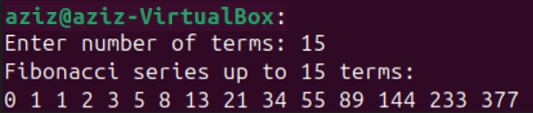 aziz@aziz-VirtualBox:
Enter number of terms: 15
Fibonacci series up to 15 terms:
0 1 1 2 3 5 8 13 21 34 55 89 144 233 377